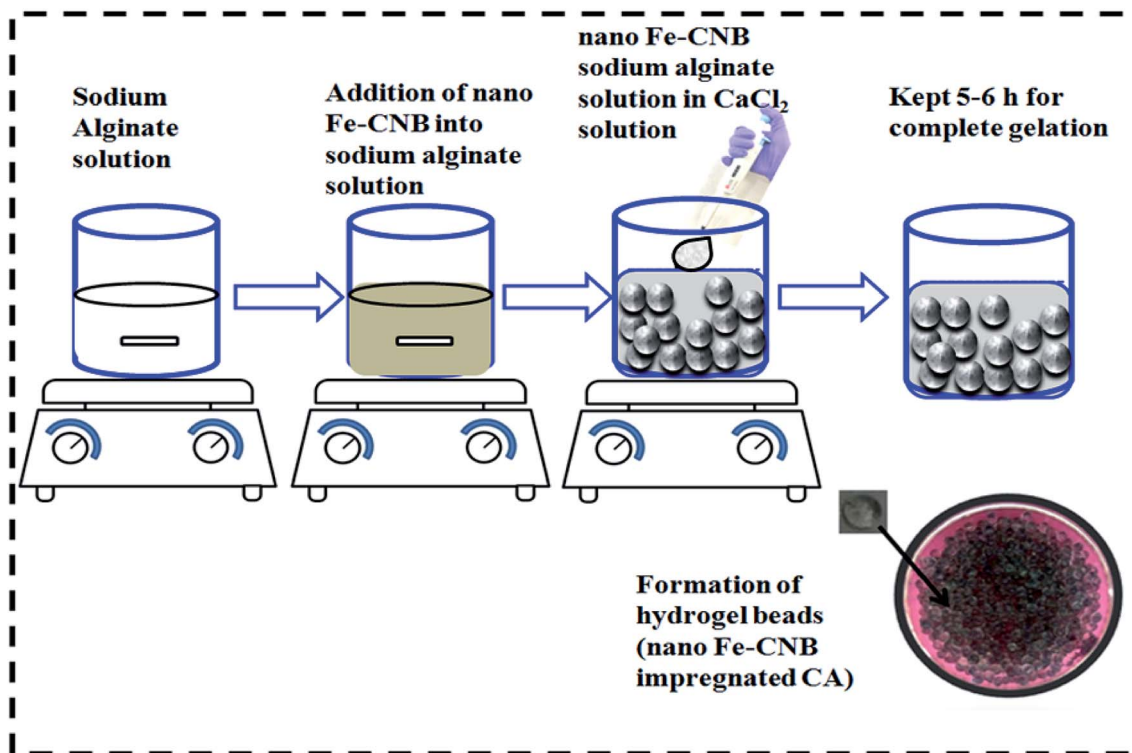 Sodium
Alginate
solution
Addition of nano
Fe-CNB into
sodium alginate
solution
nano Fe-CNB
sodium alginate
solution in CaCl₂
solution
Kept 5-6 h for
complete gelation
Formation of
hydrogel beads
(nano Fe-CNB
impregnated CA)